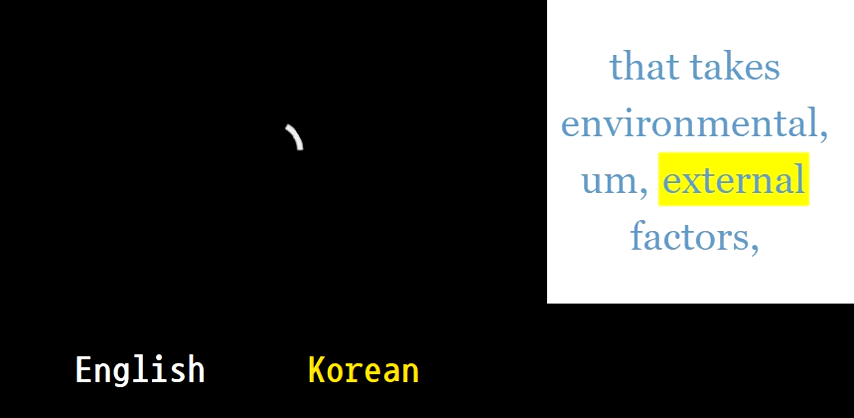 that takes
environmental,
um, external
factors,
English
Korean